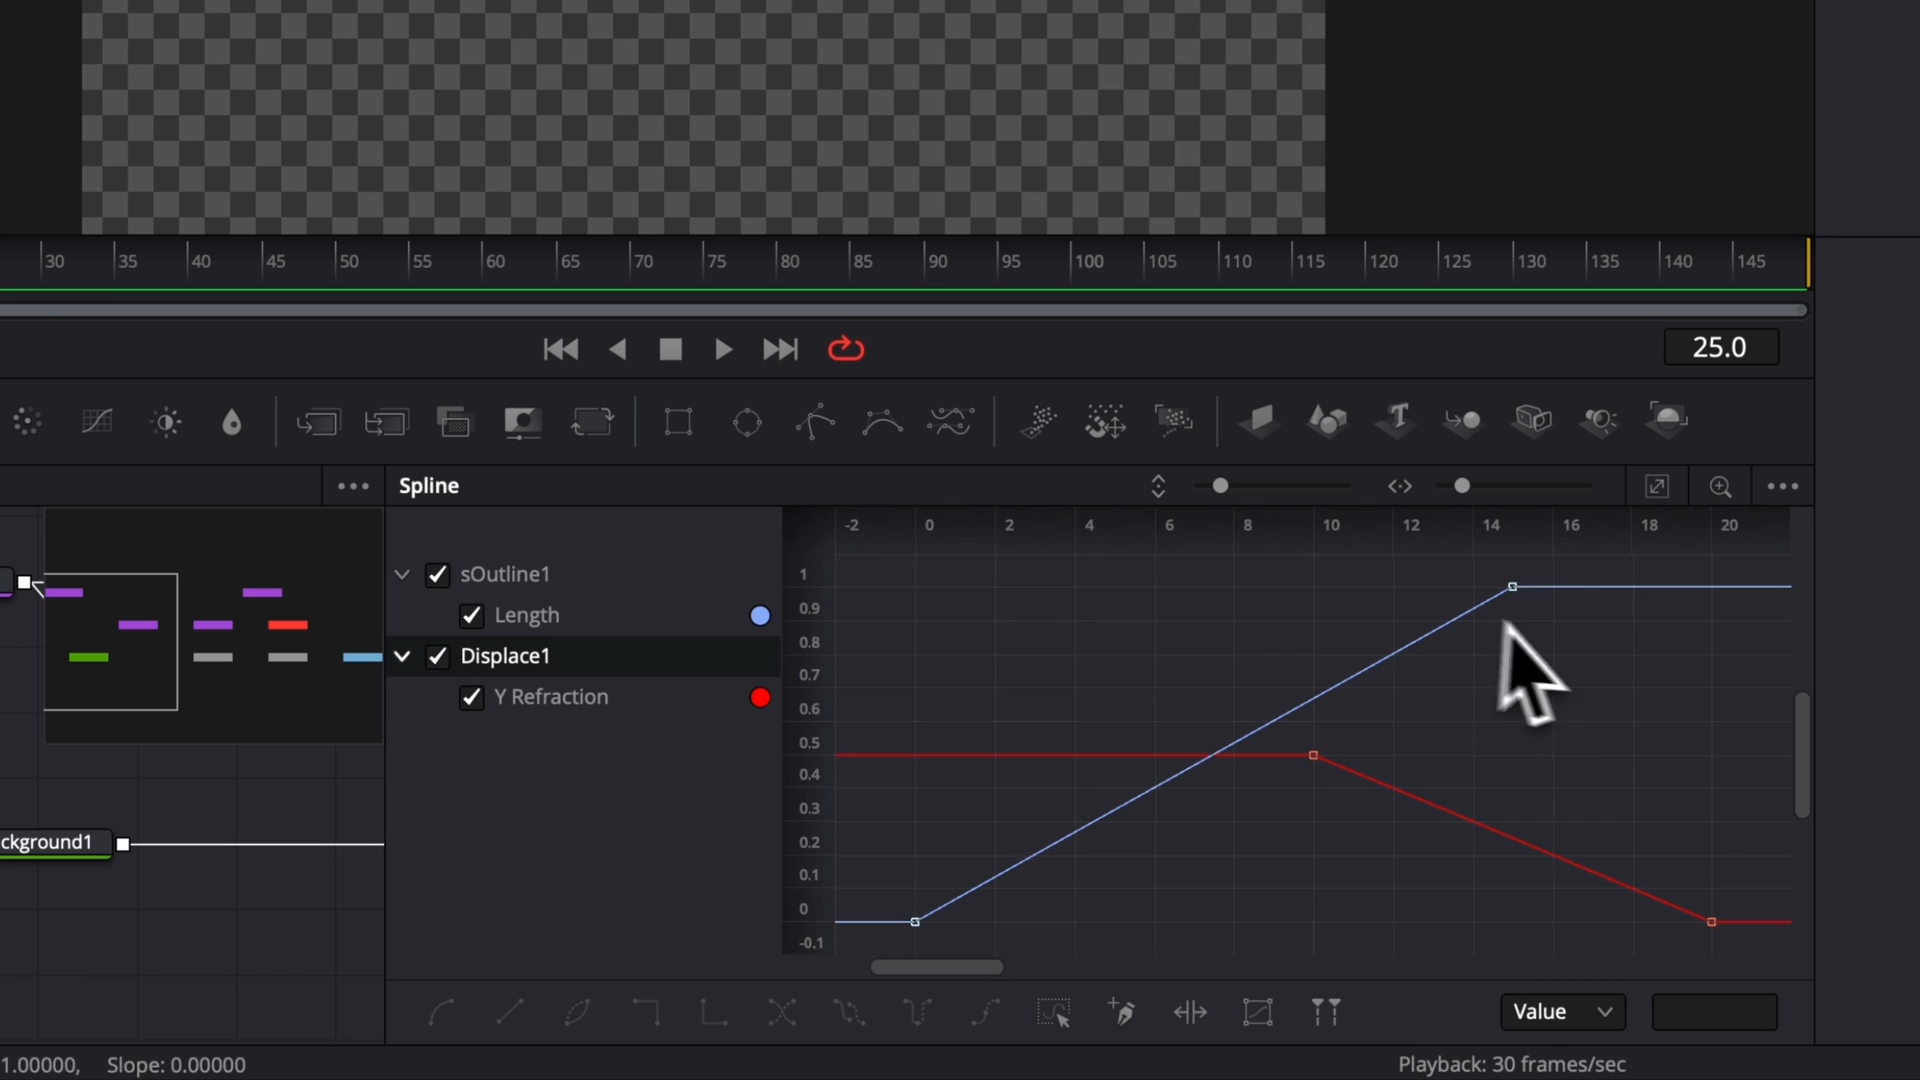 30 35 40 45 50 55 60 65 70 75 80 85 90 95 100 105 110 115 120 125 130 135 140 145
25.0
Spline
-2 0 2 4 6 8 10 12 14 16 18 20
sOutline1
Length
Displace1
Y Refraction
1
0.9
0.8
0.7
0.6
0.5
0.4
0.3
0.2
0.1
0
-0.1
ckground1
Value
1.00000, Slope: 0.00000
Playback: 30 frames/sec